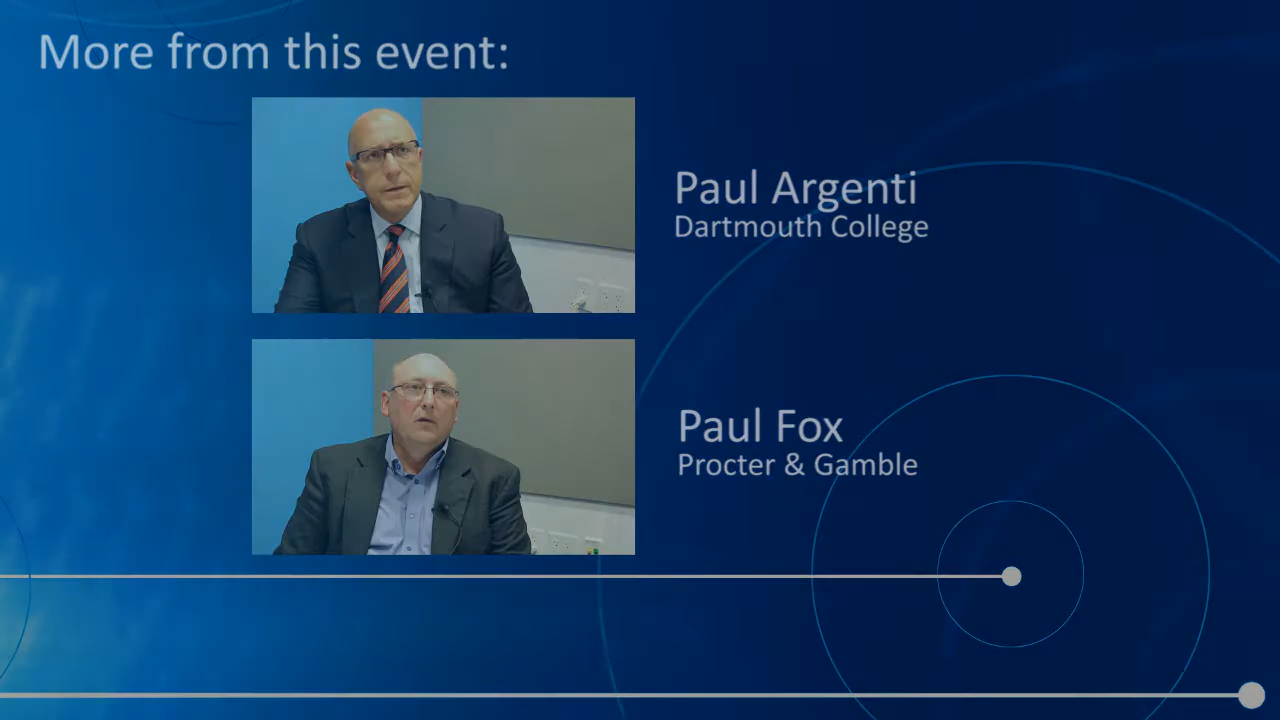 More from this event:
Paul Argenti
Dartmouth College
Paul Fox
Procter & Gamble